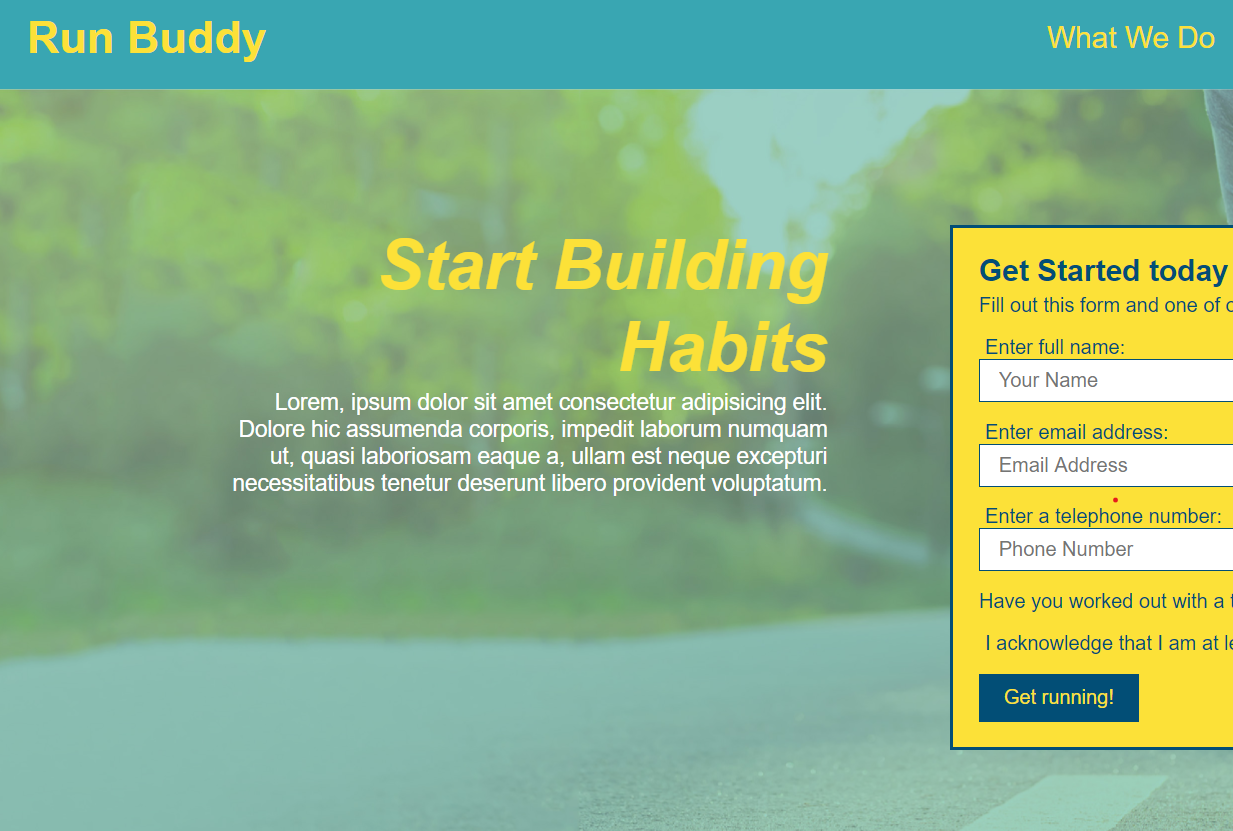 Run Buddy
What We Do
Start Building
Habits
Lorem, ipsum dolor sit amet consectetur adipisicing elit.
Dolore hic assumenda corporis, impedit laborum numquam
ut, quasi laboriosam eaque a, ullam est neque excepturi
necessitatibus tenetur deserunt libero provident voluptatum.
Get Started today
Fill out this form and one of
Enter full name:
Your Name
Enter email address:
Email Address
Enter a telephone number:
Phone Number
Have you worked out with a
I acknowledge that I am at
Get running!